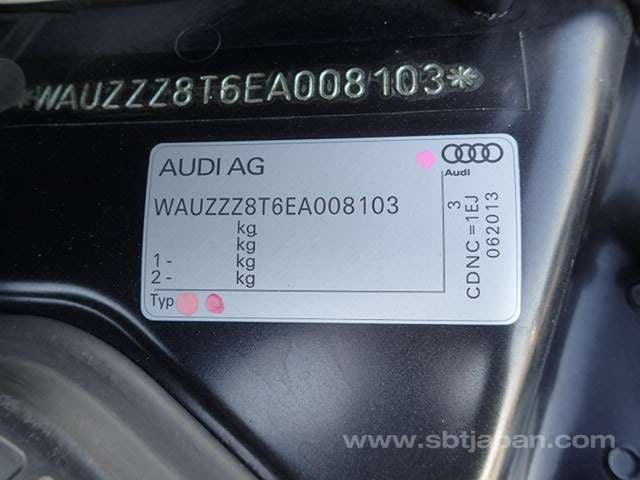 *WAUZZZ8T6EA008103*
AUDI AG
Audi
WAUZZZ8T6EA008103
kg
kg
1 - kg
2 - kg
Typ
3
CDNC =1EJ
062013
www.sbtjapan.com